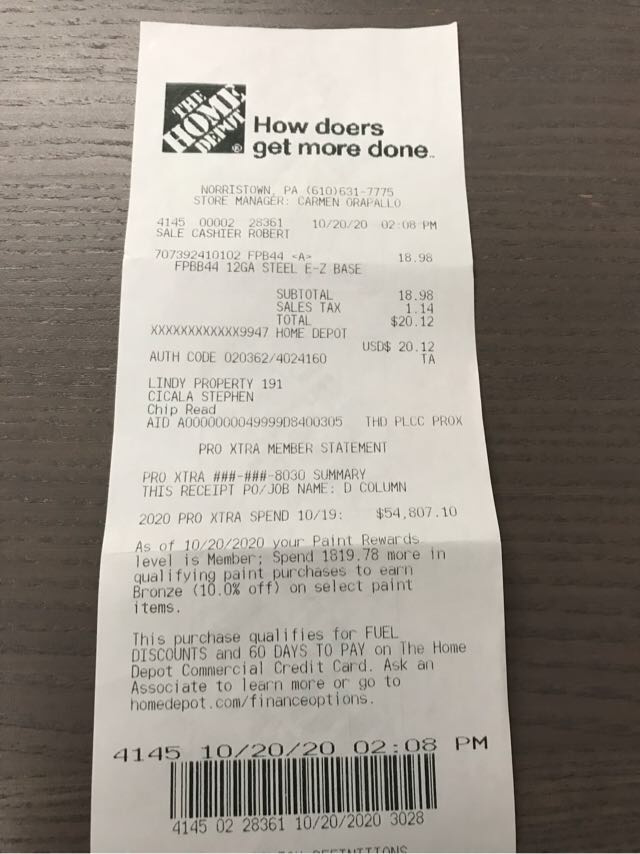 THE
HOME
DEPOT
®
How doers
get more done™
NORRISTOWN, PA (610)631-7775
STORE MANAGER: CARMEN ORAPALLO
4145 00002 28361 10/20/20 02:08 PM
SALE CASHIER ROBERT
707392410102 FPB44 <A> 18.98
FPBB44 12GA STEEL E-Z BASE
SUBTOTAL 18.98
SALES TAX 1.14
TOTAL $20.12
XXXXXXXXXXXX9947 HOME DEPOT
USD$ 20.12
AUTH CODE 020362/4024160 TA
LINDY PROPERTY 191
CICALA STEPHEN
Chip Read
AID A0000000049999D8400305 THD PLCC PROX
PRO XTRA MEMBER STATEMENT
PRO XTRA ###-###-8030 SUMMARY
THIS RECEIPT PO/JOB NAME: D COLUMN
2020 PRO XTRA SPEND 10/19: $54,807.10
As of 10/20/2020 your Paint Rewards
level is Member; Spend 1819.78 more in
qualifying paint purchases to earn
Bronze (10.0% off) on select paint
items.
This purchase qualifies for FUEL
DISCOUNTS and 60 DAYS TO PAY on The Home
Depot Commercial Credit Card. Ask an
Associate to learn more or go to
homedepot.com/financeoptions.
4145 10/20/20 02:08 PM
4145 02 28361 10/20/2020 3028